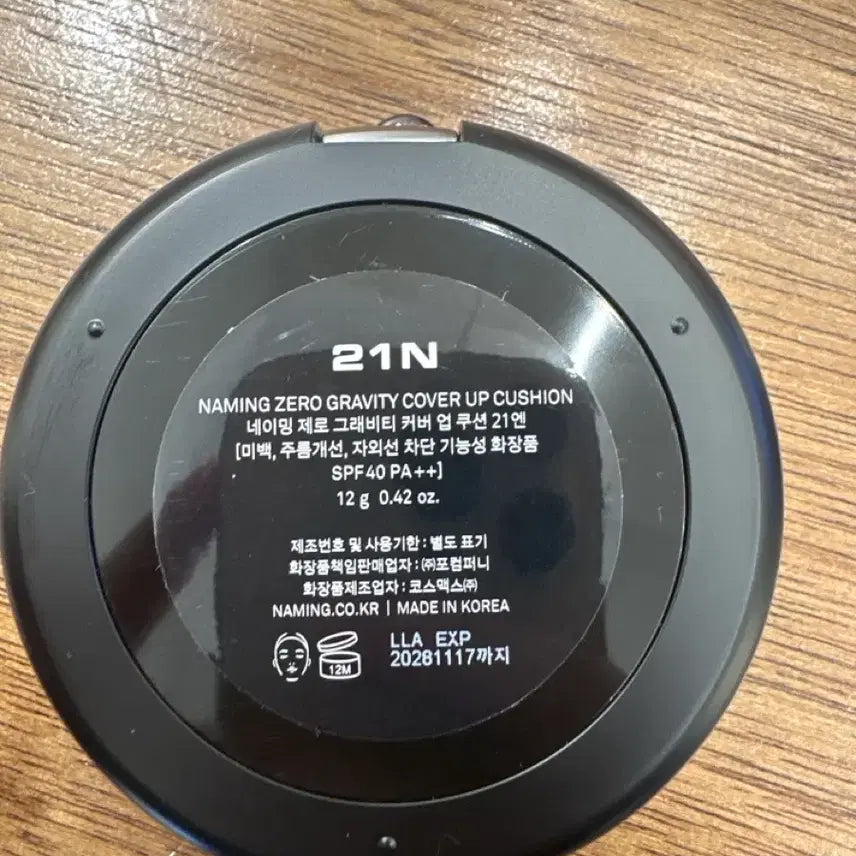 21N
NAMING ZERO GRAVITY COVER UP CUSHION
네이밍 제로 그래비티 커버 업 쿠션 21엔
[미백, 주름개선, 자외선 차단 기능성 화장품
SPF40 PA++]
12 g 0.42 oz.
제조번호 및 사용기한 : 별도 표기
화장품책임판매업자 : ㈜포컴퍼니
화장품제조업자 : 코스맥스㈜
NAMING.CO.KR | MADE IN KOREA
12M
LLA EXP
20281117까지